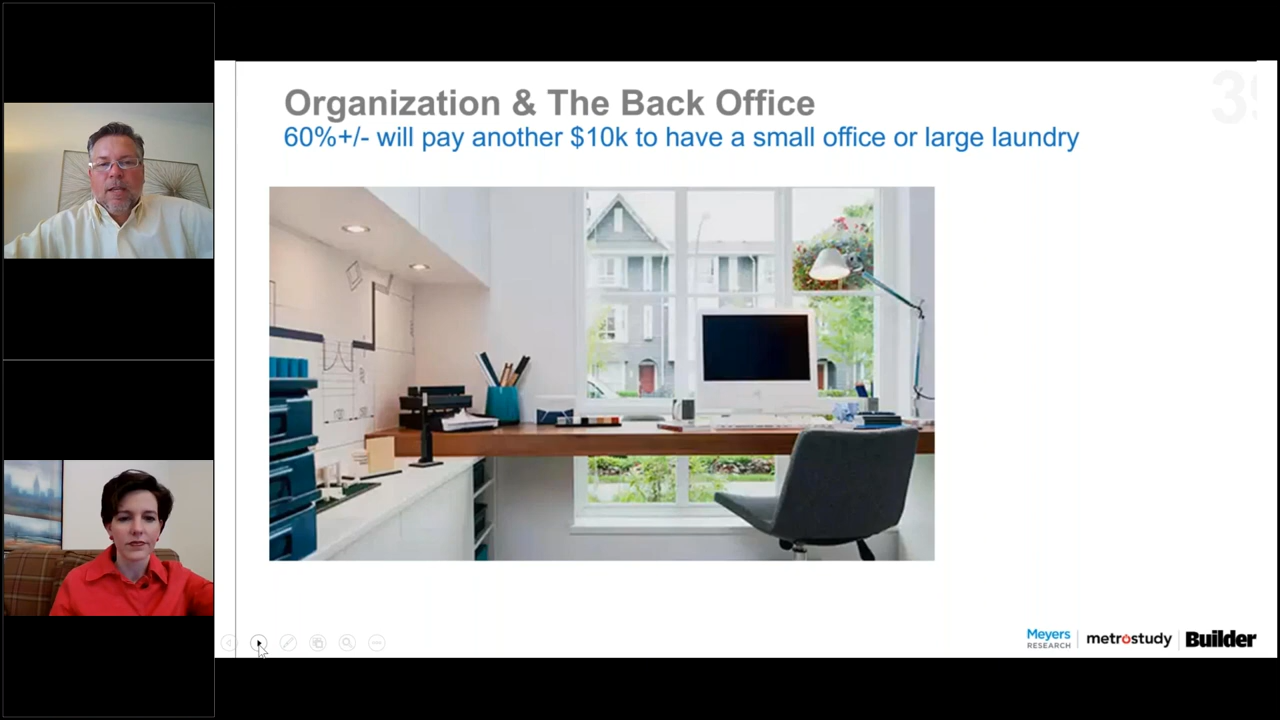 39
Organization & The Back Office
60%+/- will pay another $10k to have a small office or large laundry
Meyers
RESEARCH
metrostudy
Builder